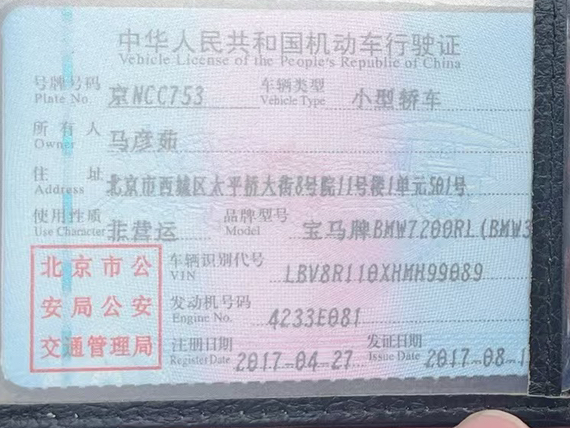 中华人民共和国机动车行驶证
Vehicle License of the People's Republic of China
号牌号码 京NCC753 车辆类型 小型轿车
Plate No. Vehicle Type
所有人 马彦茹
Owner
住址 北京市西城区太平桥大街8号院11号楼1单元501号
Address
使用性质 非营运 品牌型号 宝马牌BMW7200RL(BMW3
Use Character Model
北京市公安局公安交通管理局
车辆识别代号 LBV8R110XHMH99089
VIN
发动机号码 4233E081
Engine No.
注册日期 2017-04-27 发证日期 2017-08-1
Register Date Issue Date